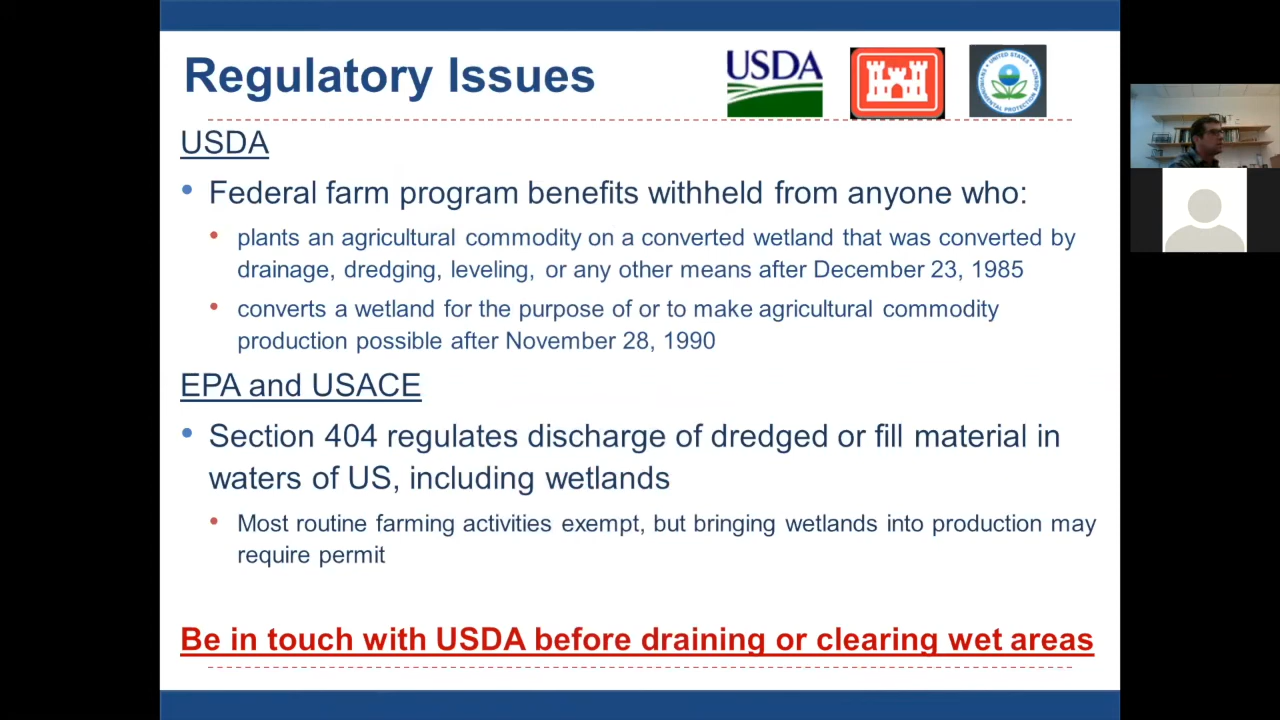 Regulatory Issues
USDA
USDA
• Federal farm program benefits withheld from anyone who:
• plants an agricultural commodity on a converted wetland that was converted by
drainage, dredging, leveling, or any other means after December 23, 1985
• converts a wetland for the purpose of or to make agricultural commodity
production possible after November 28, 1990
EPA and USACE
• Section 404 regulates discharge of dredged or fill material in
waters of US, including wetlands
• Most routine farming activities exempt, but bringing wetlands into production may
require permit
Be in touch with USDA before draining or clearing wet areas